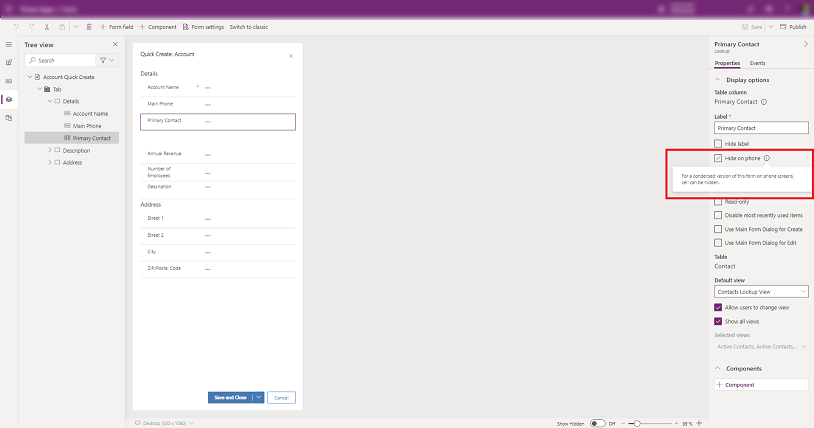 Form field
Component
Form settings
Switch to classic
Save
Publish
Tree view
Search
Account Quick Create
Tab
Details
Account Name
Main Phone
Primary Contact
Description
Address
Quick Create: Account
Details
Account Name * ---
Main Phone ---
Primary Contact ---
Annual Revenue ---
Number of
Employees ---
Description ---
Address
Street 1 ---
Street 2 ---
City ---
ZIP/Postal Code ---
Save and Close
Cancel
Desktop (500 x 1080)
Show Hidden
Off
89 %
Primary Contact
Lookup
Properties
Events
Display options
Table column
Primary Contact
Label *
Primary Contact
Hide label
Hide on phone
For a condensed version of this form on phone screens,
cell can be hidden.
Read-only
Disable most recently used items
Use Main Form Dialog for Create
Use Main Form Dialog for Edit
Table
Contact
Default view
Contacts Lookup View
Allow users to change view
Show all views
Selected views
Active Contacts, Active Contacts...
Components
Component